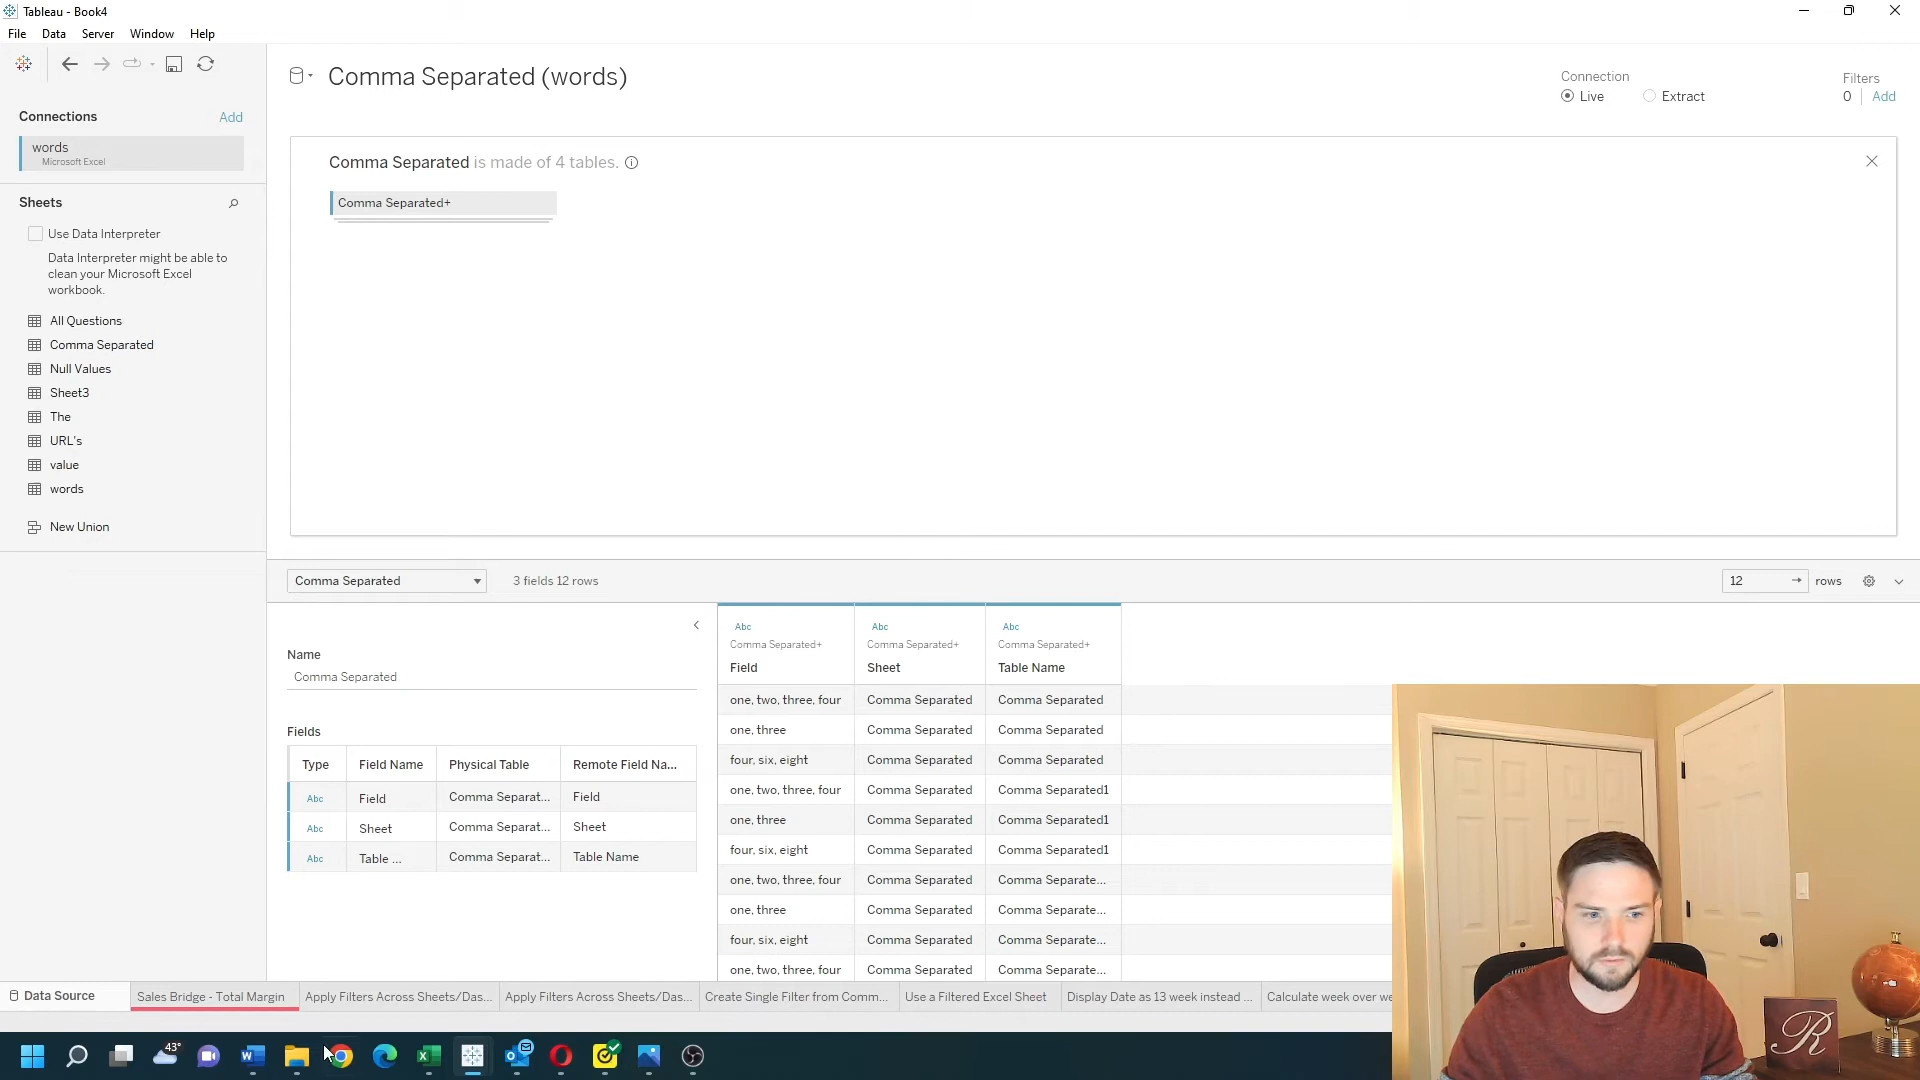 Tableau - Book4
File Data Server Window Help
Connections Add
words
Microsoft Excel
Sheets
Use Data Interpreter
Data Interpreter might be able to
clean your Microsoft Excel
workbook.
All Questions
Comma Separated
Null Values
Sheet3
The
URL's
value
words
New Union
Comma Separated (words)
Connection
Live Extract
Filters
0 Add
Comma Separated is made of 4 tables.
Comma Separated+
Comma Separated 3 fields 12 rows
12 rows
Name
Comma Separated
Fields
Type Field Name Physical Table Remote Field Na...
Abc Field Comma Separat... Field
Abc Sheet Comma Separat... Sheet
Abc Table ... Comma Separat... Table Name
Abc Abc Abc
Comma Separated+ Comma Separated+ Comma Separated+
Field Sheet Table Name
one, two, three, four Comma Separated Comma Separated
one, three Comma Separated Comma Separated
four, six, eight Comma Separated Comma Separated
one, two, three, four Comma Separated Comma Separated1
one, three Comma Separated Comma Separated1
four, six, eight Comma Separated Comma Separated1
one, two, three, four Comma Separated Comma Separate...
one, three Comma Separated Comma Separate...
four, six, eight Comma Separated Comma Separate...
one, two, three, four Comma Separated Comma Separate...
Data Source Sales Bridge - Total Margin Apply Filters Across Sheets/Das... Apply Filters Across Sheets/Das... Create Single Filter from Comm... Use a Filtered Excel Sheet Display Date as 13 week instead ... Calculate week over we
43°
R